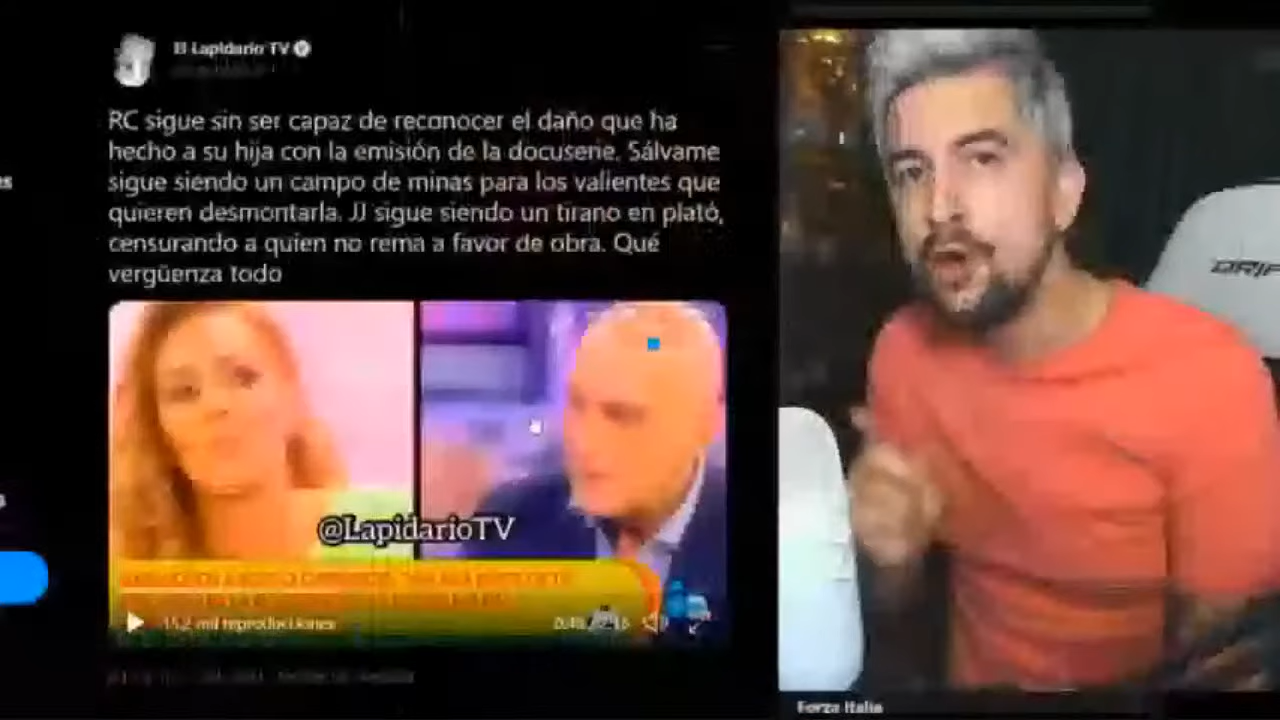 El Lapidario TV
RC sigue sin ser capaz de reconocer el daño que ha
hecho a su hija con la emisión de la docuserie. Sálvame
sigue siendo un campo de minas para los valientes que
quieren desmontarla. JJ sigue siendo un tirano en plató,
censurando a quien no rema a favor de obra. Qué
vergüenza todo
@LapidarioTV
15,2 mil reproducciones
Forza Italia